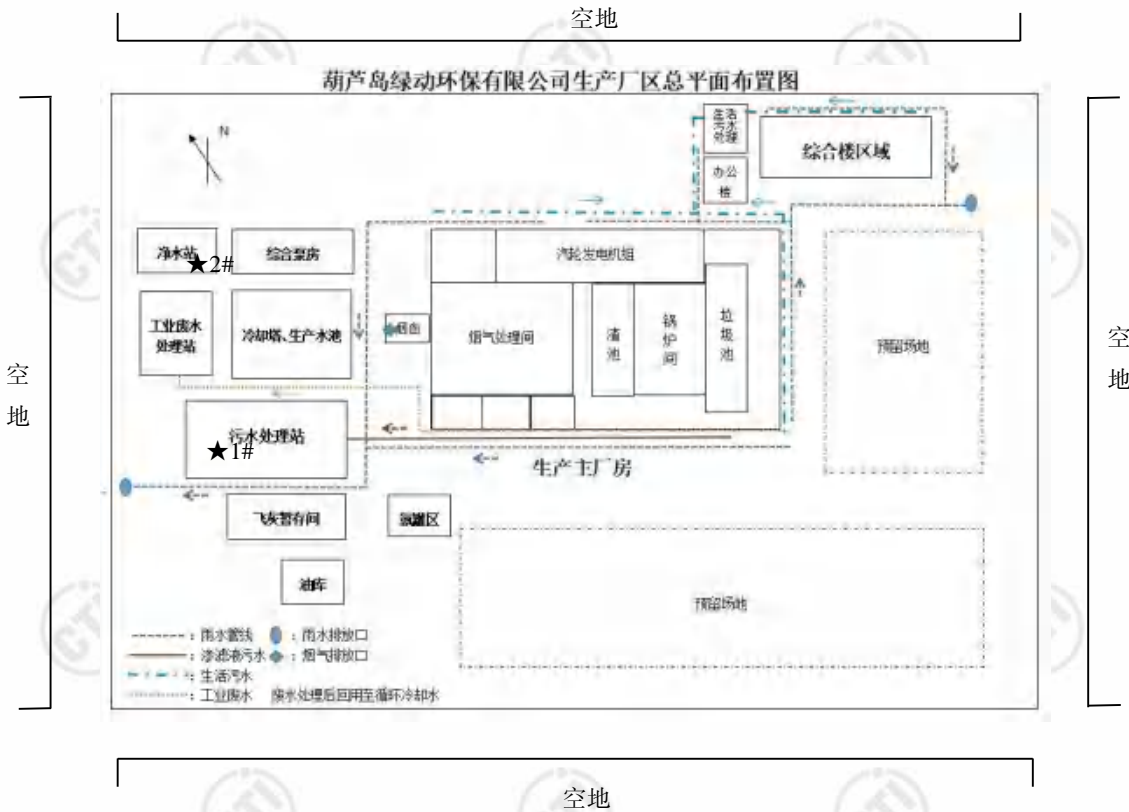 空地
葫芦岛绿动环保有限公司生产厂区总平面布置图
N
生活
污水
处理
综合楼区域
办公
楼
净水站
★2#
综合泵房
汽轮发电机组
工业废水
处理站
冷却塔、生产水池
烟囱
烟气处理间
渣
池
锅
炉
间
垃
圾
池
预留场地
空
地
空
地
污水处理站
★1#
生产主厂房
飞灰暂存间
氨罐区
油库
预留场地
：雨水管线 ：雨水排放口
：渗滤液污水 ：烟气排放口
：生活污水
：工业废水 废水处理后回用至循环冷却水
空地
CTI